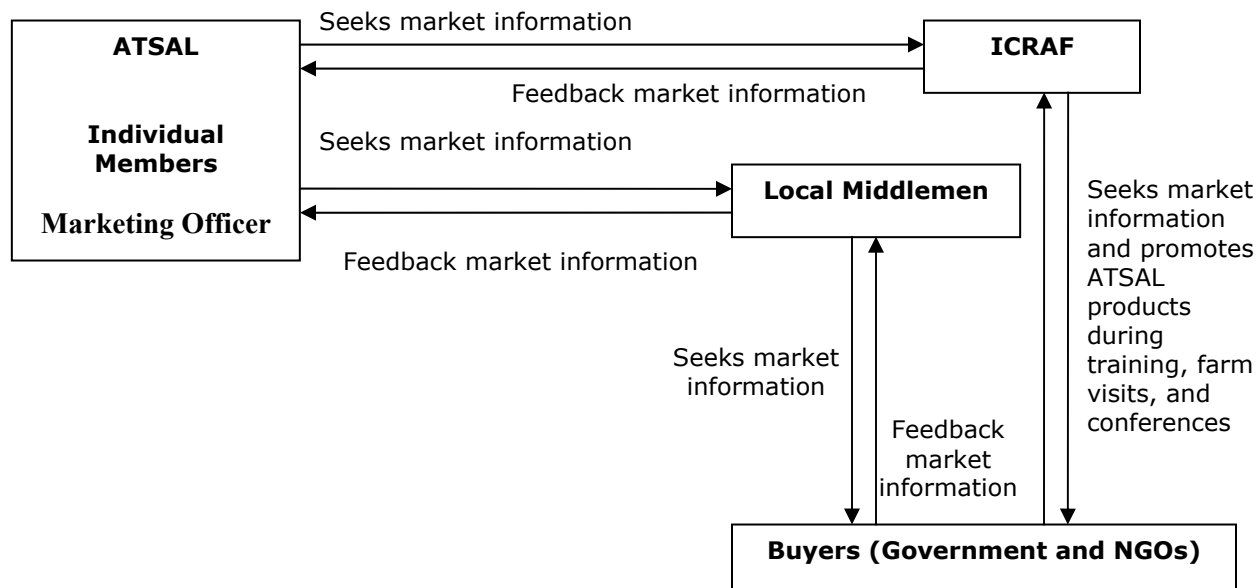 Seeks market information
ATSAL
ICRAF
Feedback market information
Individual
Members
Seeks market information
Marketing Officer
Local Middlemen
Feedback market information
Seeks market
information
and promotes
ATSAL
products
during
training, farm
visits, and
conferences
Seeks market
information
Feedback
market
information
Buyers (Government and NGOs)